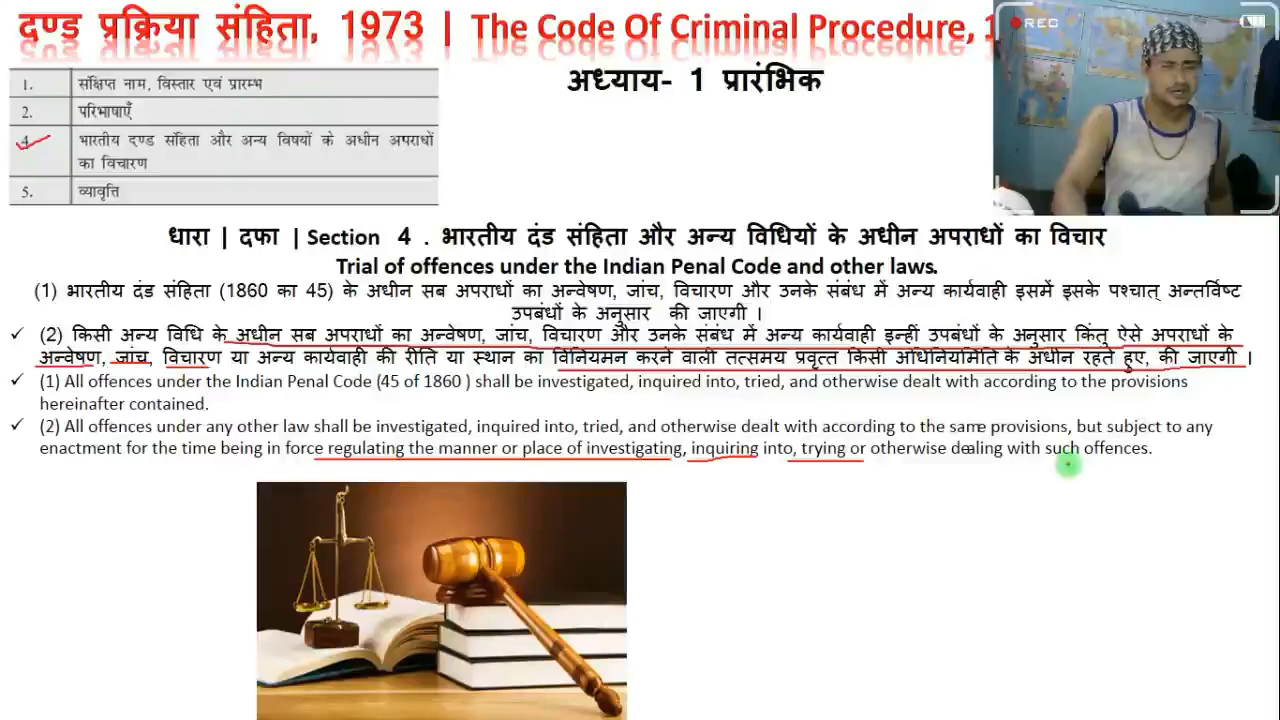 दण्ड प्रक्रिया संहिता, 1973 | The Code Of Criminal Procedure, 1
REC
अध्याय- 1 प्रारंभिक
1. संक्षिप्त नाम, विस्तार एवं प्रारम्भ
2. परिभाषाएँ
4. भारतीय दण्ड संहिता और अन्य विषयों के अधीन अपराधों
का विचारण
5. व्यावृत्ति
धारा | दफा | Section 4 . भारतीय दंड संहिता और अन्य विधियों के अधीन अपराधों का विचार
Trial of offences under the Indian Penal Code and other laws.
(1) भारतीय दंड संहिता (1860 का 45) के अधीन सब अपराधों का अन्वेषण, जांच, विचारण और उनके संबंध में अन्य कार्यवाही इसमें इसके पश्चात् अन्तर्विष्ट
उपबंधों के अनुसार की जाएगी ।
✓ (2) किसी अन्य विधि के अधीन सब अपराधों का अन्वेषण, जांच, विचारण और उनके संबंध में अन्य कार्यवाही इन्हीं उपबंधों के अनुसार किंतु ऐसे अपराधों के
अन्वेषण, जांच, विचारण या अन्य कार्यवाही की रीति या स्थान का विनियमन करने वाली तत्समय प्रवृत्त किसी अधिनियमिति के अधीन रहते हुए, की जाएगी ।
✓ (1) All offences under the Indian Penal Code (45 of 1860 ) shall be investigated, inquired into, tried, and otherwise dealt with according to the provisions
hereinafter contained.
✓ (2) All offences under any other law shall be investigated, inquired into, tried, and otherwise dealt with according to the same provisions, but subject to any
enactment for the time being in force regulating the manner or place of investigating, inquiring into, trying or otherwise dealing with such offences.